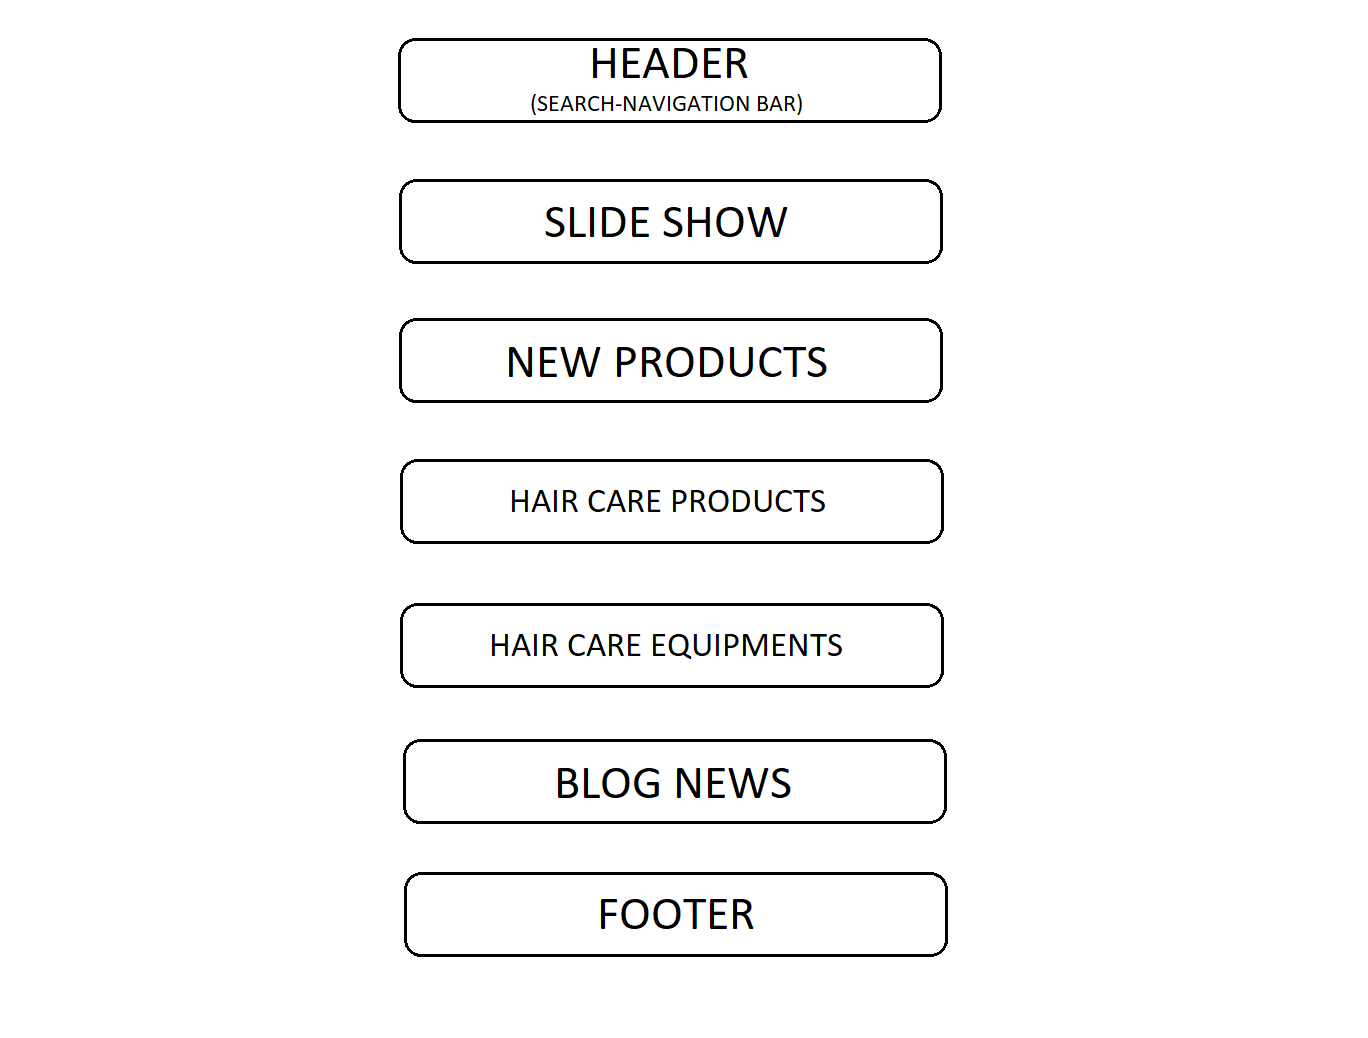 HEADER
(SEARCH-NAVIGATION BAR)
SLIDE SHOW
NEW PRODUCTS
HAIR CARE PRODUCTS
HAIR CARE EQUIPMENTS
BLOG NEWS
FOOTER